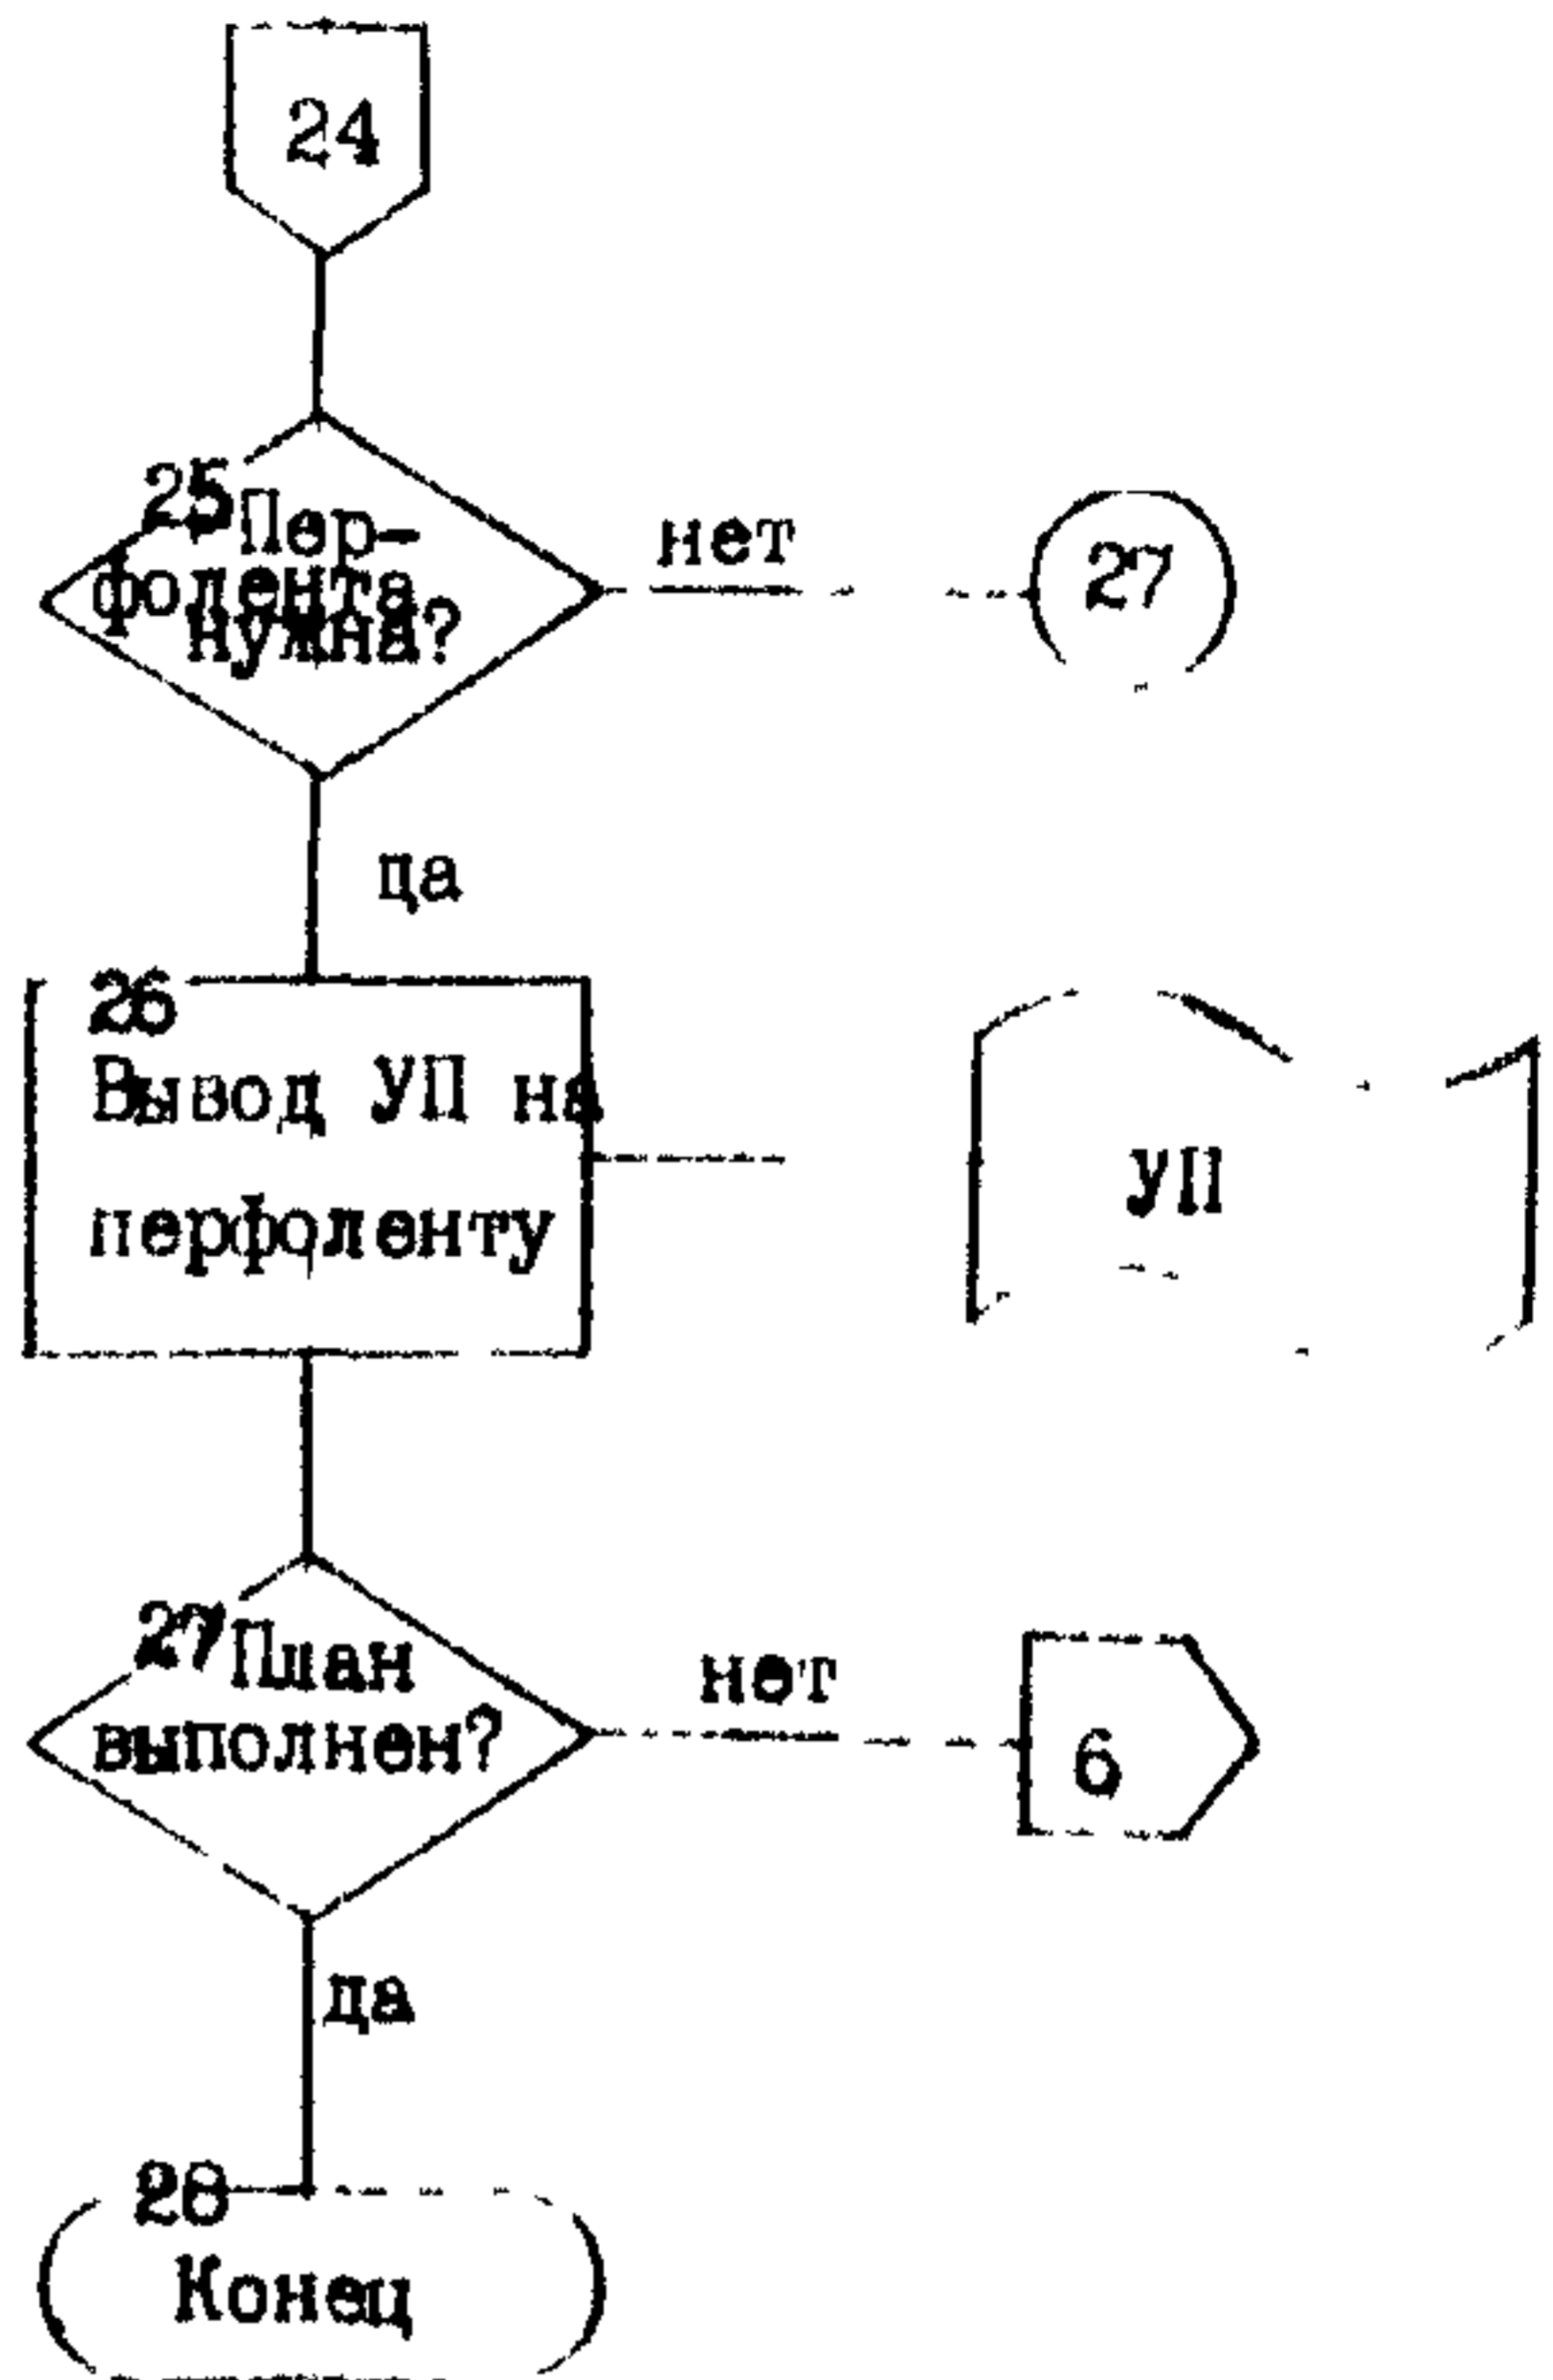 24
25 Пер-
фолента
нужна?
нет
27
да
26
Вывод УП на
перфоленту
УП
27 План
выполнен?
нет
6
да
28
Конец